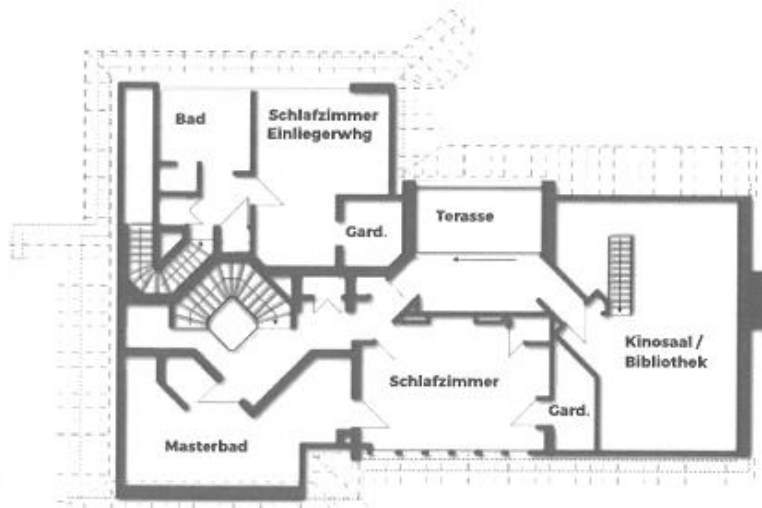 Bad
Schlafzimmer
Einliegerwhg
Gard.
Terasse
Kinosaal /
Bibliothek
Schlafzimmer
Gard.
Masterbad